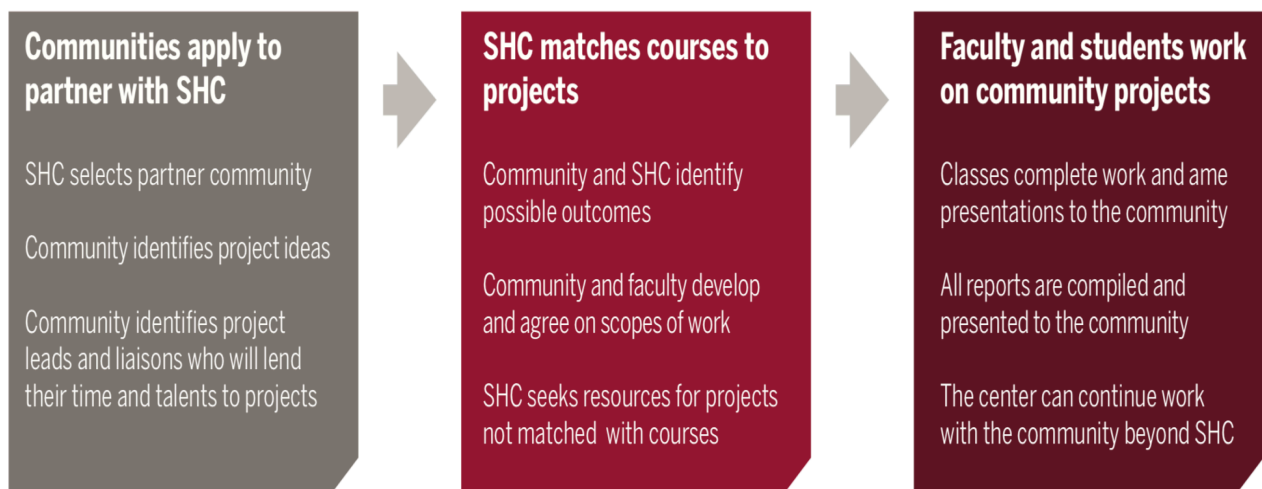 Communities apply to
partner with SHC
SHC selects partner community
Community identifies project ideas
Community identifies project
leads and liaisons who will lend
their time and talents to projects
SHC matches courses to
projects
Community and SHC identify
possible outcomes
Community and faculty develop
and agree on scopes of work
SHC seeks resources for projects
not matched with courses
Faculty and students work
on community projects
Classes complete work and ame
presentations to the community
All reports are compiled and
presented to the community
The center can continue work
with the community beyond SHC